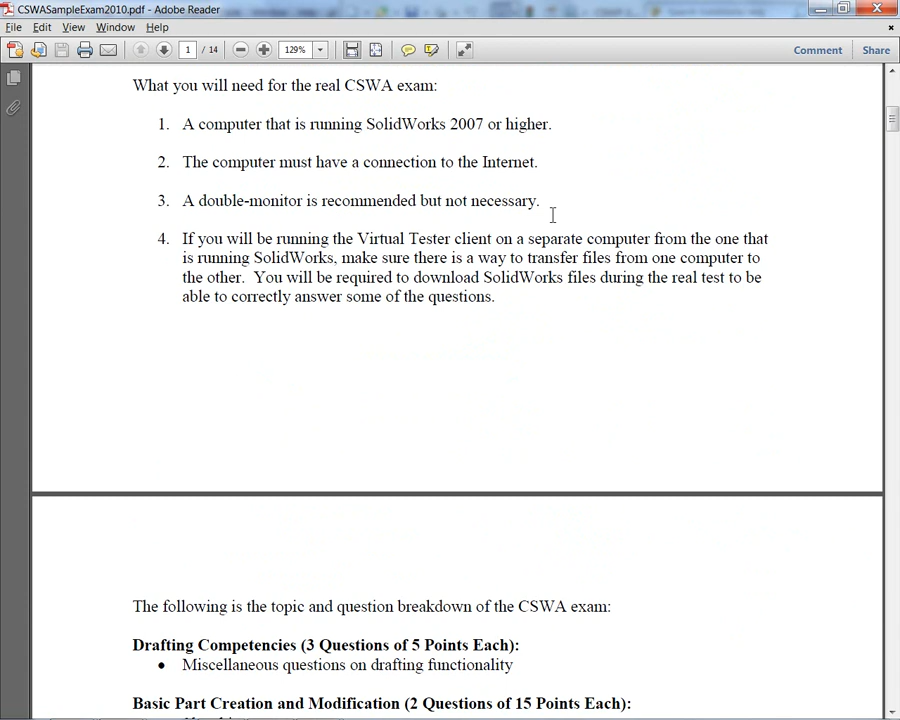 CSWASampleExam2010.pdf - Adobe Reader
File Edit View Window Help
1 / 14 129% Comment Share
What you will need for the real CSWA exam:
1. A computer that is running SolidWorks 2007 or higher.
2. The computer must have a connection to the Internet.
3. A double-monitor is recommended but not necessary.
4. If you will be running the Virtual Tester client on a separate computer from the one that
is running SolidWorks, make sure there is a way to transfer files from one computer to
the other. You will be required to download SolidWorks files during the real test to be
able to correctly answer some of the questions.
The following is the topic and question breakdown of the CSWA exam:
Drafting Competencies (3 Questions of 5 Points Each):
• Miscellaneous questions on drafting functionality
Basic Part Creation and Modification (2 Questions of 15 Points Each):